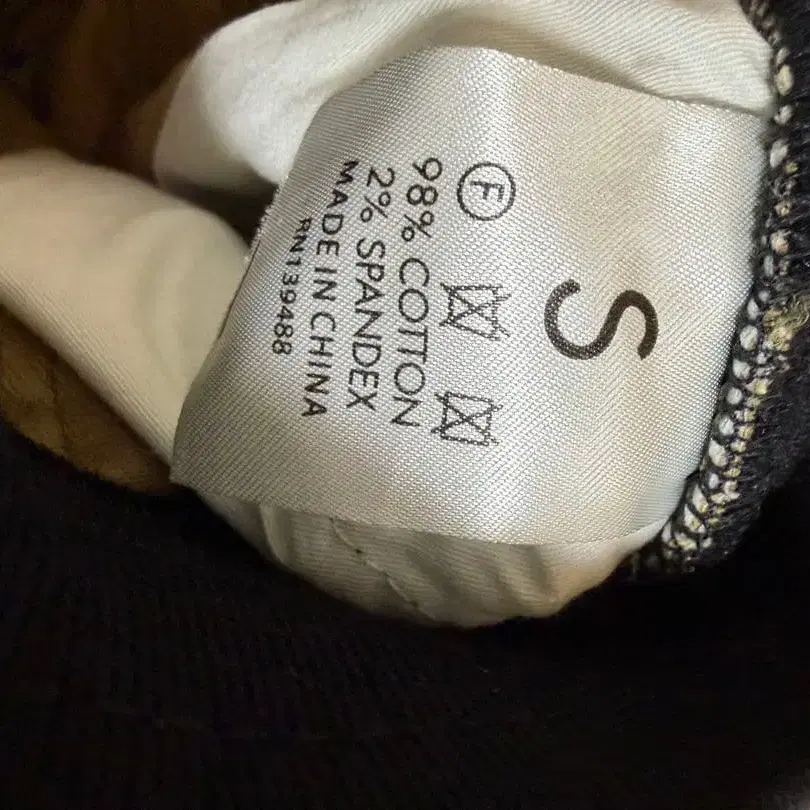 S
F
98% COTTON
2% SPANDEX
MADE IN CHINA
RN139488